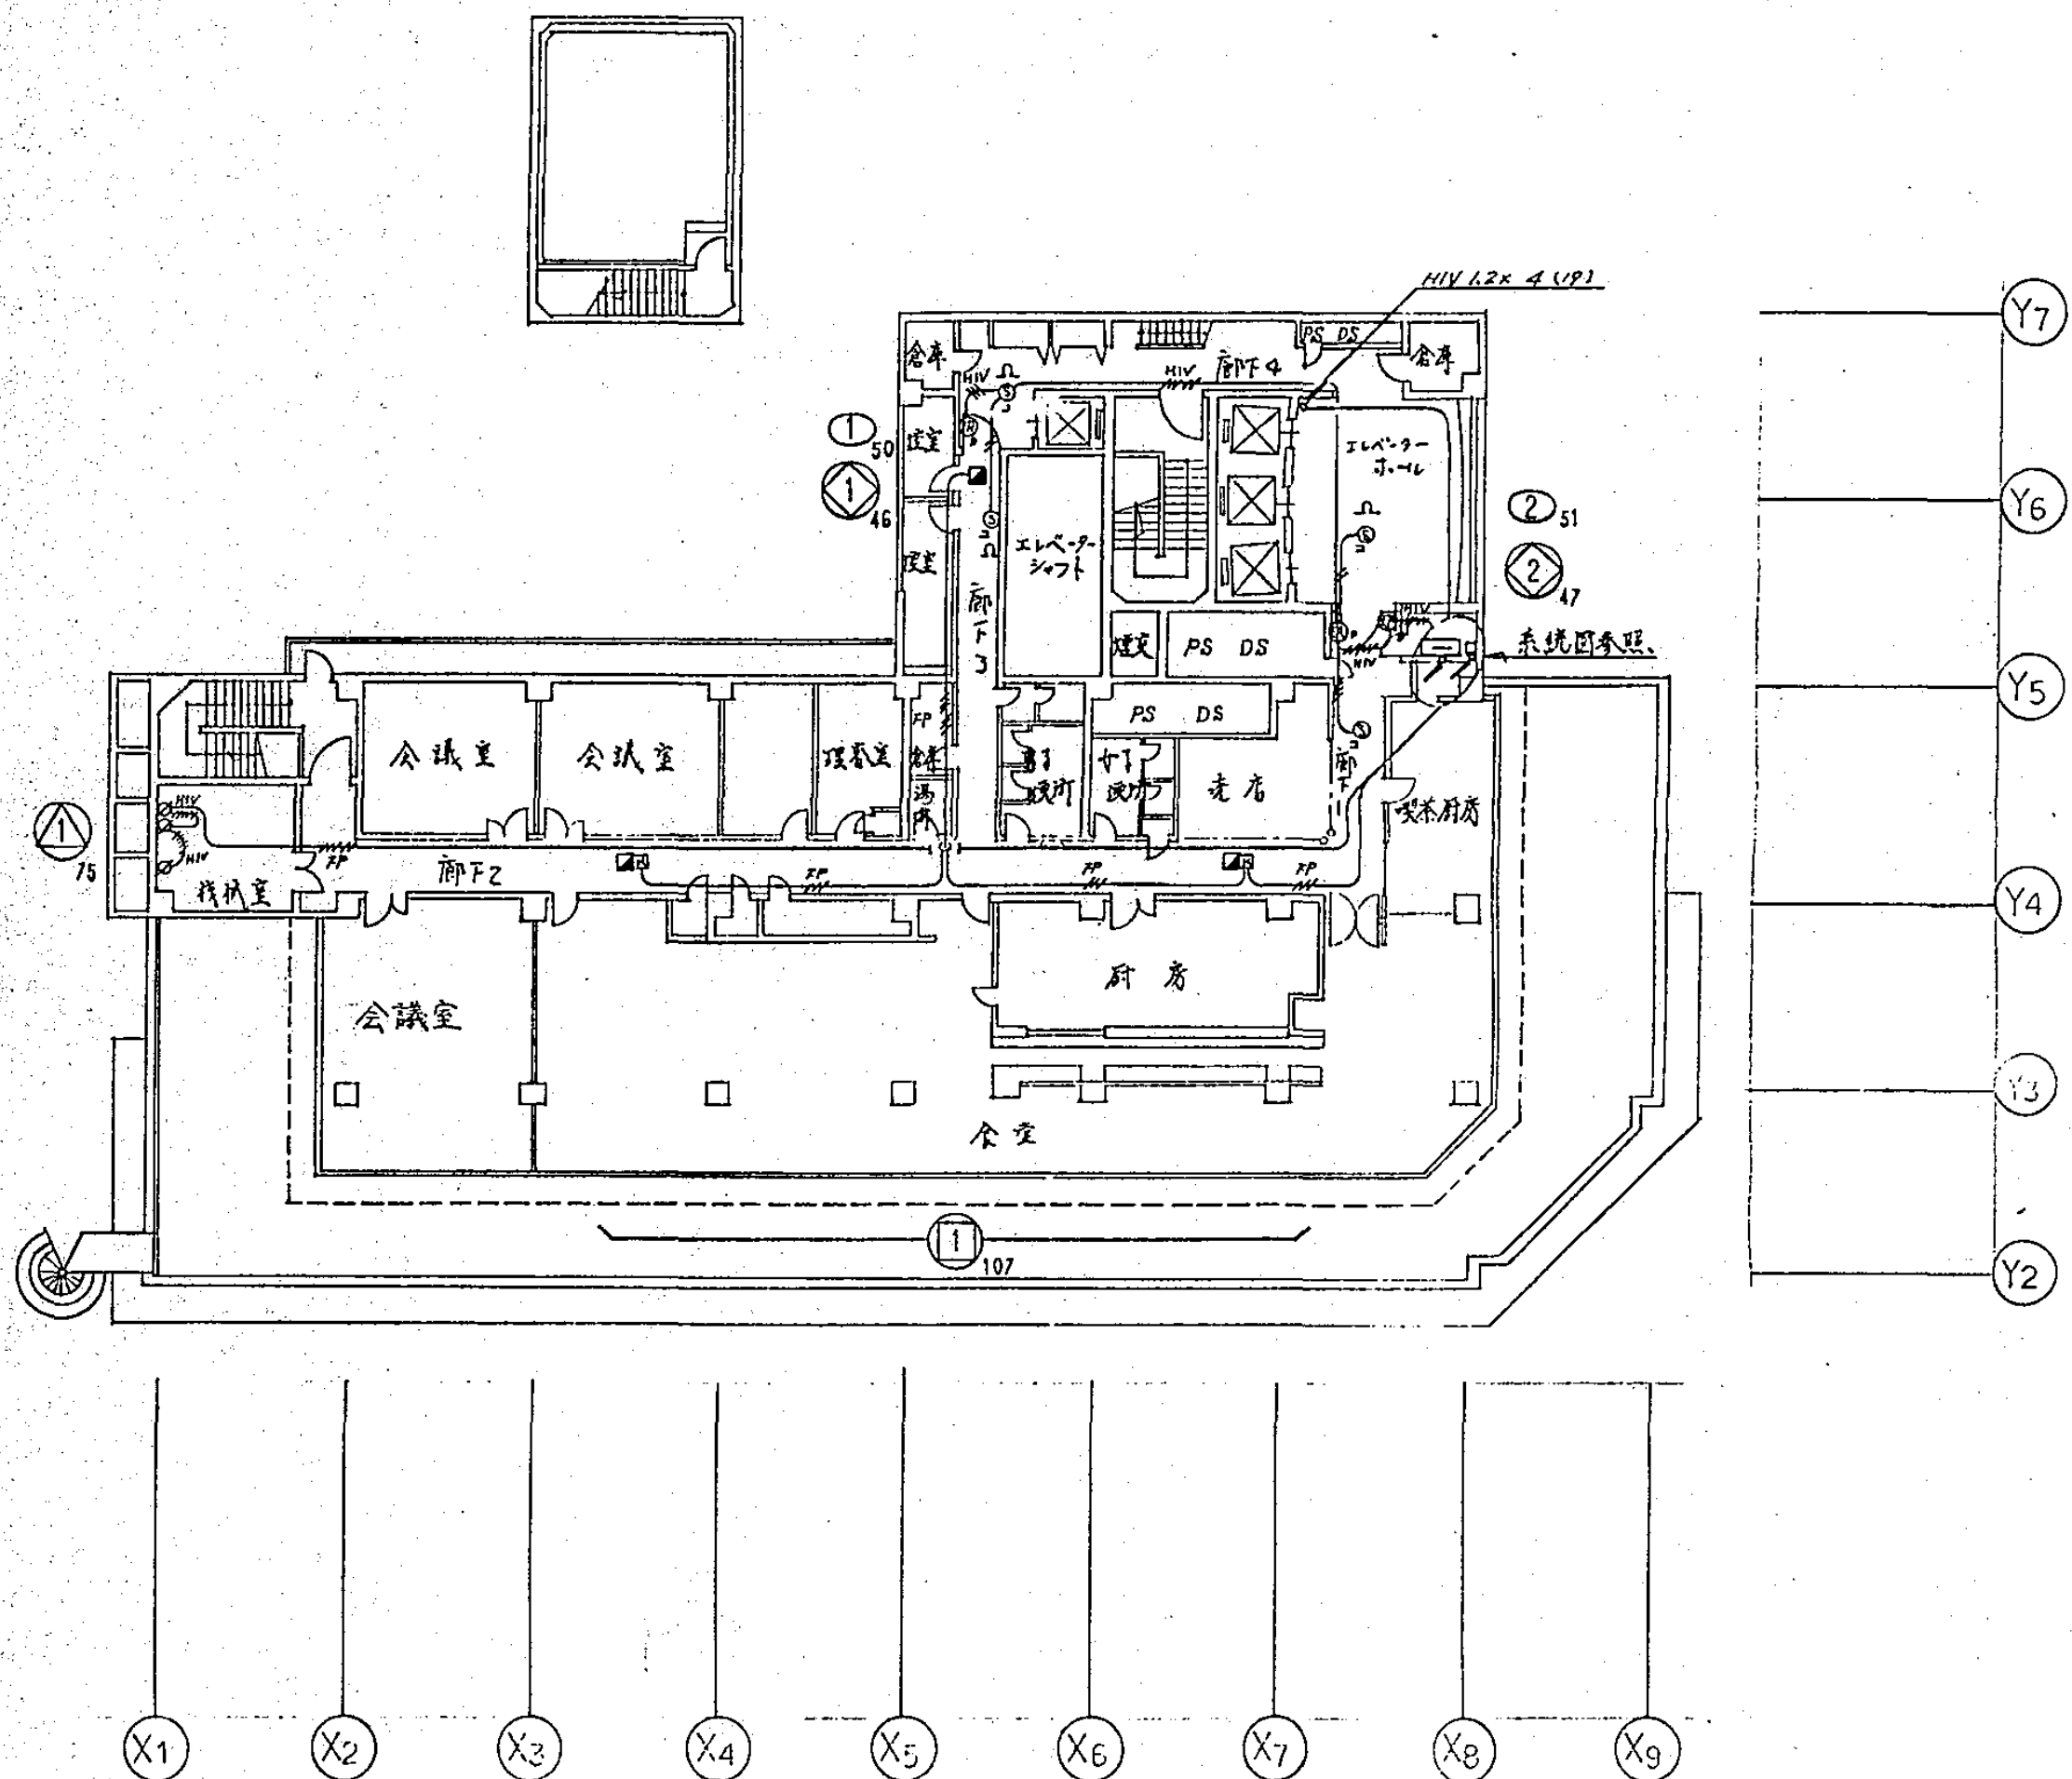 HIV 1.2× 4 (19)
Y7
倉庫
PS DS
倉庫
HIV
HIV
廊下4
1
50
エレベーター
ホール
1
46
Y6
2
51
エレベーター
シャフト
廊下3
2
47
HIV
HIV
系統図参照
PS DS
Y5
FP
PS DS
会議室
会議室
理容室
倉庫
男子
便所
女子
便所
売店
廊下1
喫茶厨房
1
75
HIV
HIV
FP
機械室
廊下2
FP
FP
FP
Y4
会議室
厨房
Y3
食堂
1
107
Y2
X1
X2
X3
X4
X5
X6
X7
X8
X9